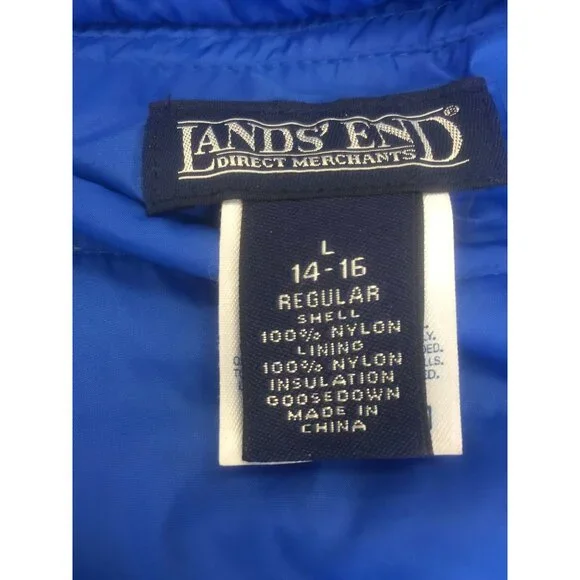 LANDS' END®
DIRECT MERCHANTS
L
14-16
REGULAR
SHELL
100% NYLON
LINING
100% NYLON
INSULATION
GOOSEDOWN
MADE IN
CHINA